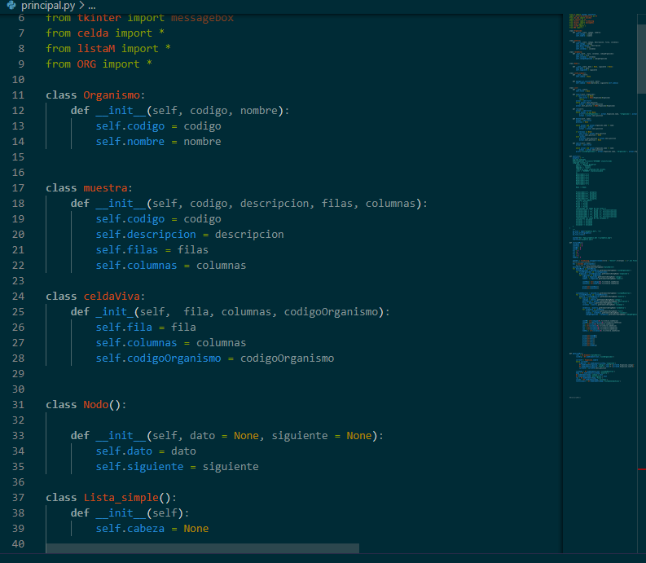 principal.py > ...
6 from tkinter import messagebox
7 from celda import *
8 from listaM import *
9 from ORG import *
10
11 class Organismo:
12     def __init__(self, codigo, nombre):
13         self.codigo = codigo
14         self.nombre = nombre
15
16
17 class muestra:
18     def __init__(self, codigo, descripcion, filas, columnas):
19         self.codigo = codigo
20         self.descripcion = descripcion
21         self.filas = filas
22         self.columnas = columnas
23
24 class celdaViva:
25     def _init_(self,  fila, columnas, codigoOrganismo):
26         self.fila = fila
27         self.columnas = columnas
28         self.codigoOrganismo = codigoOrganismo
29
30
31 class Nodo():
32
33     def __init__(self, dato = None, siguiente = None):
34         self.dato = dato
35         self.siguiente = siguiente
36
37 class Lista_simple():
38     def __init__(self):
39         self.cabeza = None
40